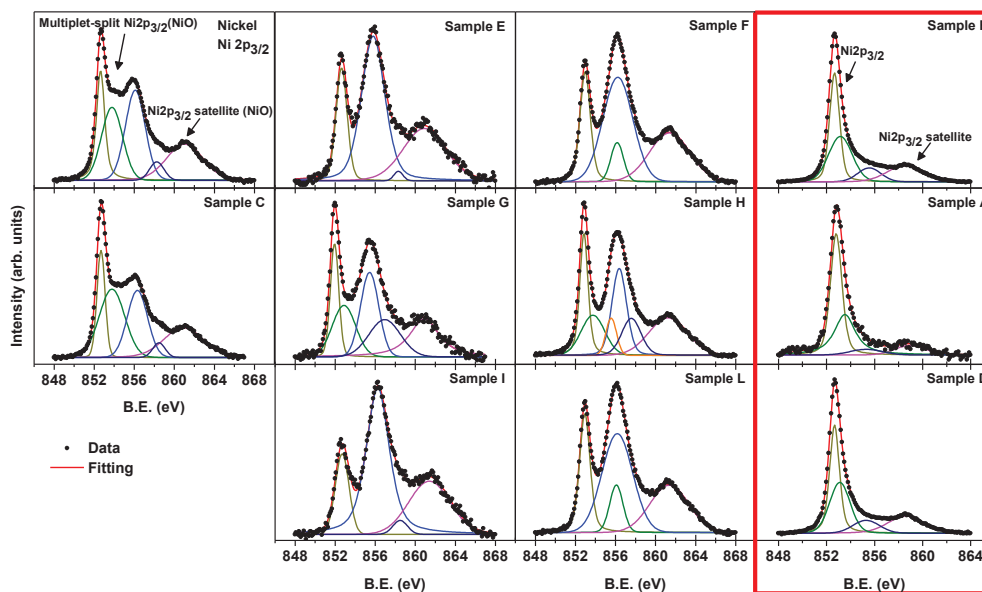 Multiplet-split Ni2p3/2(NiO)
Nickel
Ni 2p3/2
Ni2p3/2 satellite (NiO)
Sample E
Sample F
Sample
Ni2p3/2
Ni2p3/2 satellite
Sample C
Sample G
Sample H
Sample A
Sample I
Sample L
Sample
Intensity (arb. units)
848 852 856 860 864 868
B.E. (eV)
Data
Fitting
848 852 856 860 864 868
B.E. (eV)
848 852 856 860 864 868
B.E. (eV)
848 852 856 860 864
B.E. (eV)